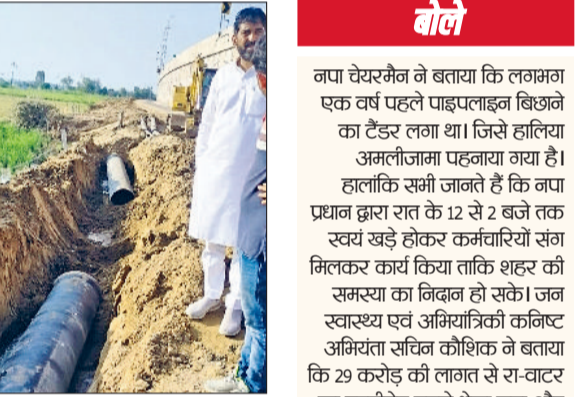 बोले
नपा चेयरमैन ने बताया कि लगभग
एक वर्ष पहले पाइपलाइन बिछाने
का टैंडर लगा था। जिसे हालिया
अमलीजामा पहनाया गया है।
हालांकि सभी जानते हैं कि नपा
प्रधान द्वारा रात के 12 से 2 बजे तक
स्वयं खड़े होकर कर्मचारियों संग
मिलकर कार्य किया ताकि शहर की
समस्या का निदान हो सके। जन
स्वास्थ्य एवं अभियांत्रिकी कनिष्ट
अभियंता सचिन कौशिक ने बताया
कि 29 करोड़ की लागत से रा-वाटर